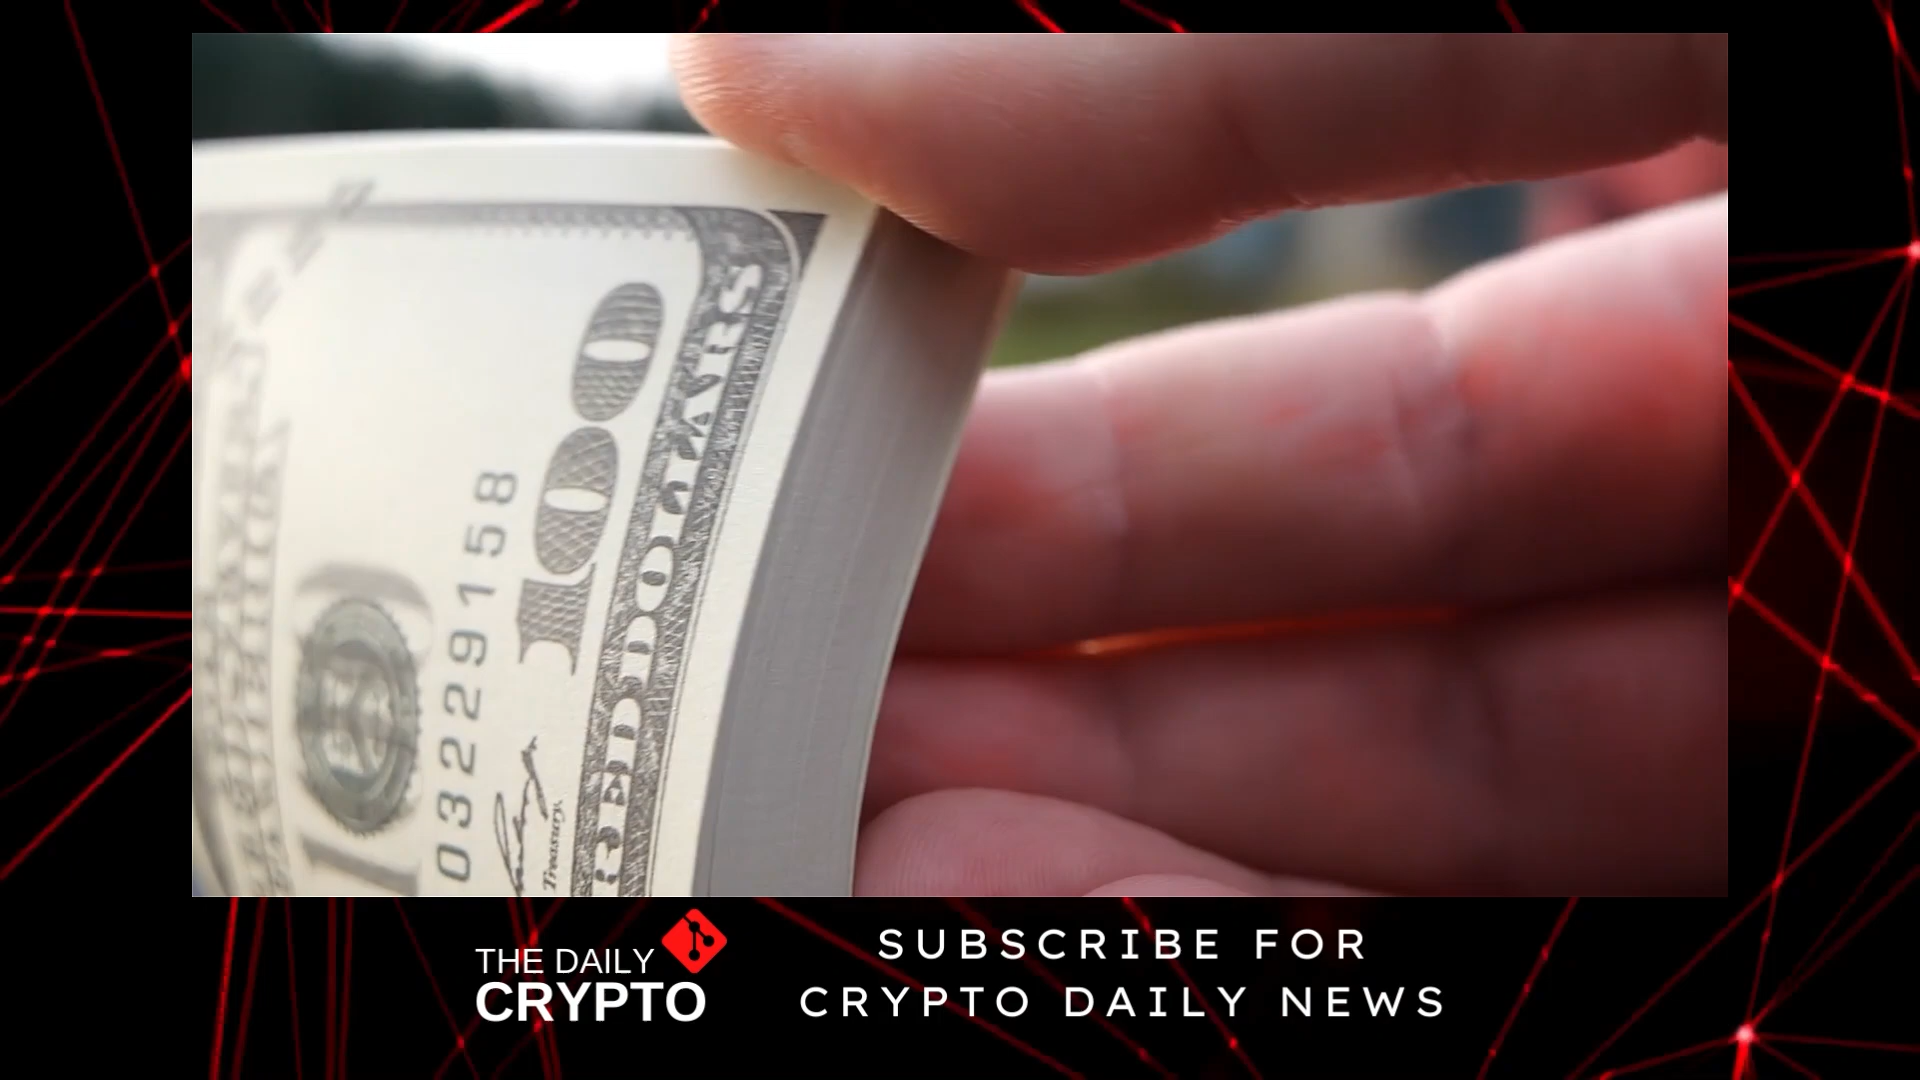 100
DOLLARS
03229158
Treasury.
THE DAILY
CRYPTO
SUBSCRIBE FOR
CRYPTO DAILY NEWS